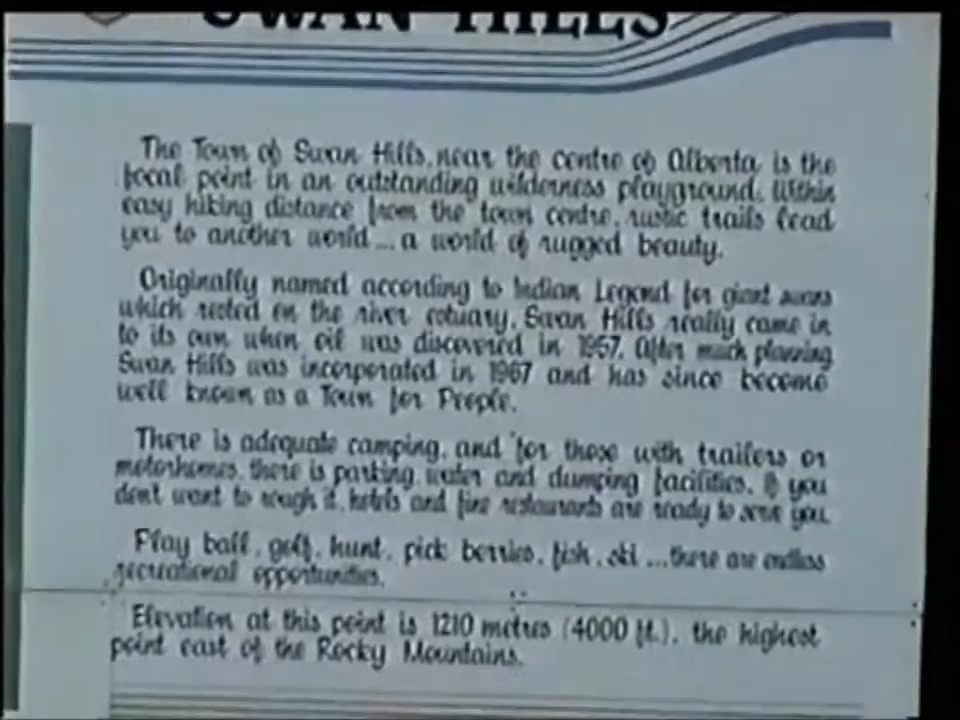 SWAN HILLS
The Town of Swan Hills, near the centre of Alberta, is the
focal point in an outstanding wilderness playground. Within
easy hiking distance from the town centre, rustic trails lead
you to another world... a world of rugged beauty.
Originally named according to Indian Legend for giant swans
which nested on the river estuary, Swan Hills really came in
to its own when oil was discovered in 1957. After much planning
Swan Hills was incorporated in 1967 and has since become
well known as a Town for People.
There is adequate camping, and for those with trailers or
motorhomes, there is parking, water and dumping facilities. If you
dont want to rough it, hotels and fine restaurants are ready to serve you.
Play ball, golf, hunt, pick berries, fish, ski ...there are endless
recreational opportunities.
Elevation at this point is 1210 metres (4000 ft.), the highest
point east of the Rocky Mountains.